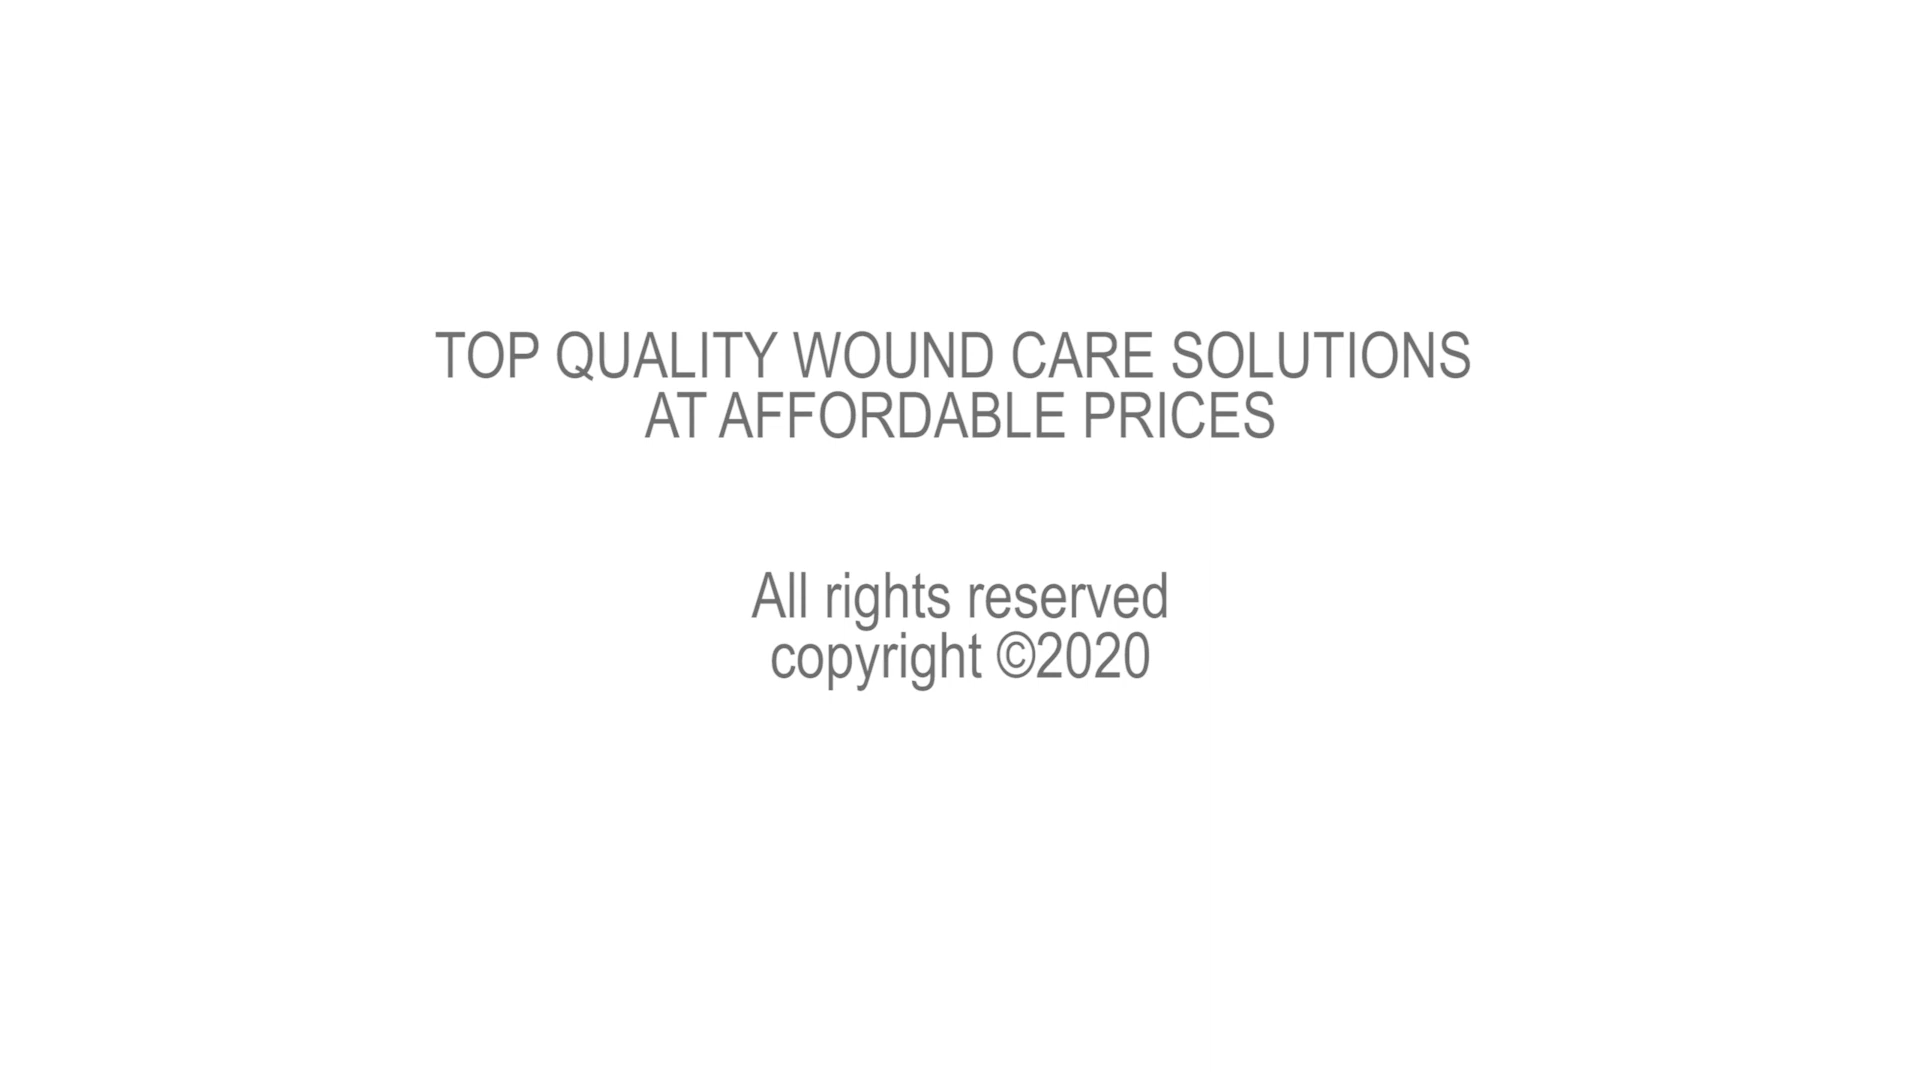 TOP QUALITY WOUND CARE SOLUTIONS
AT AFFORDABLE PRICES
All rights reserved
copyright ©2020